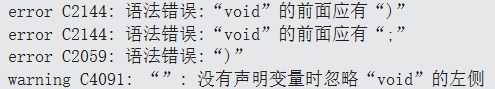 error C2144: 语法错误:“void”的前面应有“)”
error C2144: 语法错误:“void”的前面应有“;”
error C2059: 语法错误:“)”
warning C4091: “”: 没有声明变量时忽略“void”的左侧